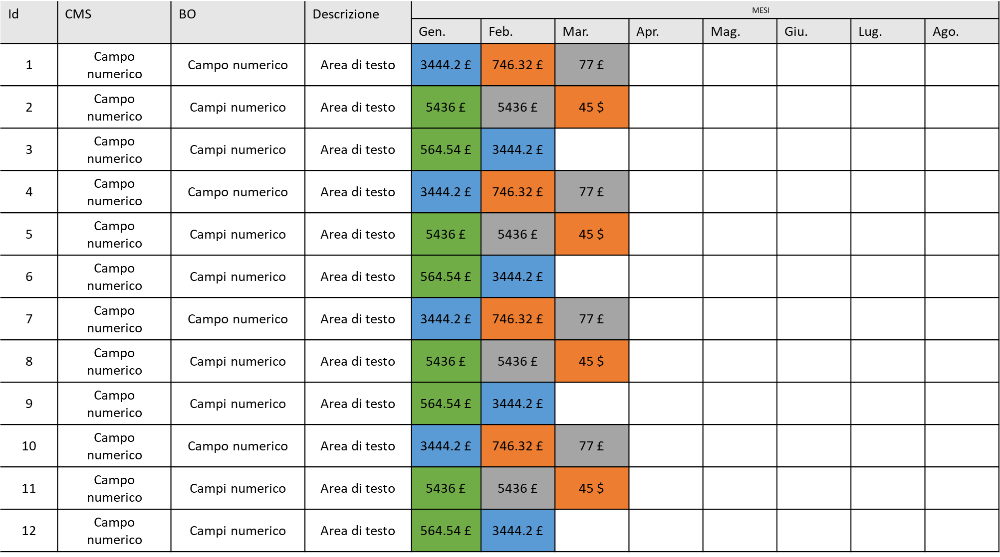 Id CMS BO Descrizione MESI
Gen. Feb. Mar. Apr. Mag. Giu. Lug. Ago.
1 Campo numerico Campo numerico Area di testo 3444.2 £ 746.32 £ 77 £
2 Campo numerico Campi numerico Area di testo 5436 £ 5436 £ 45 $
3 Campo numerico Campi numerico Area di testo 564.54 £ 3444.2 £
4 Campo numerico Campo numerico Area di testo 3444.2 £ 746.32 £ 77 £
5 Campo numerico Campi numerico Area di testo 5436 £ 5436 £ 45 $
6 Campo numerico Campi numerico Area di testo 564.54 £ 3444.2 £
7 Campo numerico Campo numerico Area di testo 3444.2 £ 746.32 £ 77 £
8 Campo numerico Campi numerico Area di testo 5436 £ 5436 £ 45 $
9 Campo numerico Campi numerico Area di testo 564.54 £ 3444.2 £
10 Campo numerico Campo numerico Area di testo 3444.2 £ 746.32 £ 77 £
11 Campo numerico Campi numerico Area di testo 5436 £ 5436 £ 45 $
12 Campo numerico Campi numerico Area di testo 564.54 £ 3444.2 £